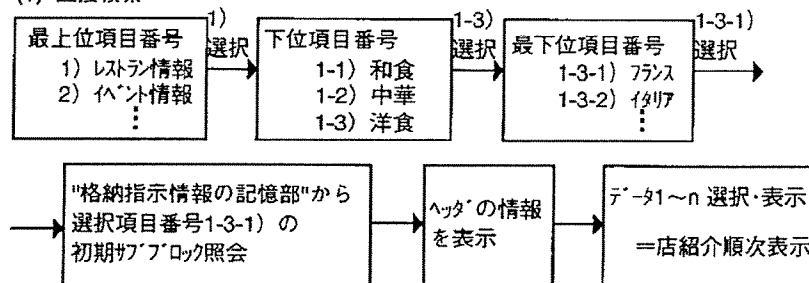 最上位項目番号
1) レストラン情報
2) イベント情報
1)
選択
下位項目番号
1-1) 和食
1-2) 中華
1-3) 洋食
1-3)
選択
最下位項目番号
1-3-1) フランス
1-3-2) イタリア
1-3-1)
選択
"格納指示情報の記憶部"から
選択項目番号1-3-1) の
初期サブブロック照会
ヘッダの情報
を表示
データ1～n 選択・表示
=店紹介順次表示